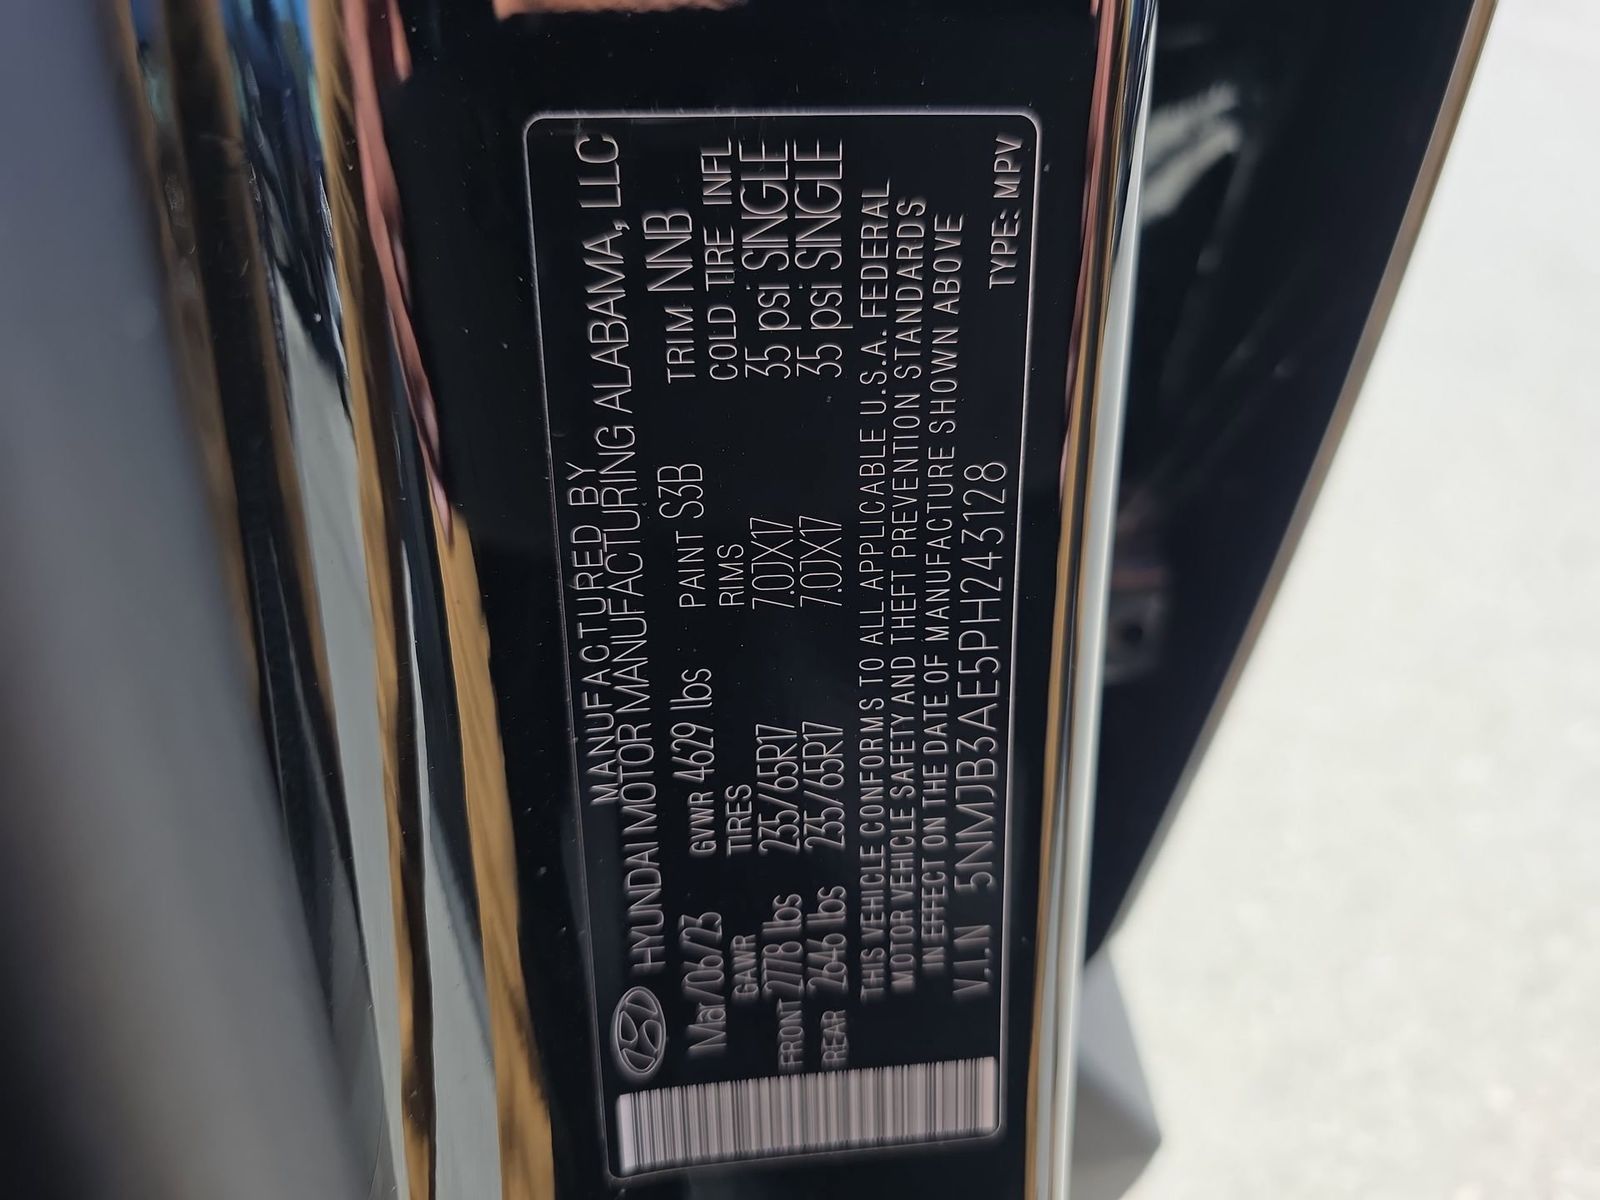 MANUFACTURED BY
HYUNDAI MOTOR MANUFACTURING ALABAMA, LLC
Mar/06/23 GVWR 4629 lbs PAINT S3B TRIM NNB
GAWR TIRES RIMS COLD TIRE INFL
FRONT 2778 lbs 235/65R17 7.0JX17 35 psi SINGLE
REAR 2646 lbs 235/65R17 7.0JX17 35 psi SINGLE
THIS VEHICLE CONFORMS TO ALL APPLICABLE U.S.A. FEDERAL
MOTOR VEHICLE SAFETY AND THEFT PREVENTION STANDARDS
IN EFFECT ON THE DATE OF MANUFACTURE SHOWN ABOVE
V.I.N 5NMJB3AE5PH243128 TYPE: MPV